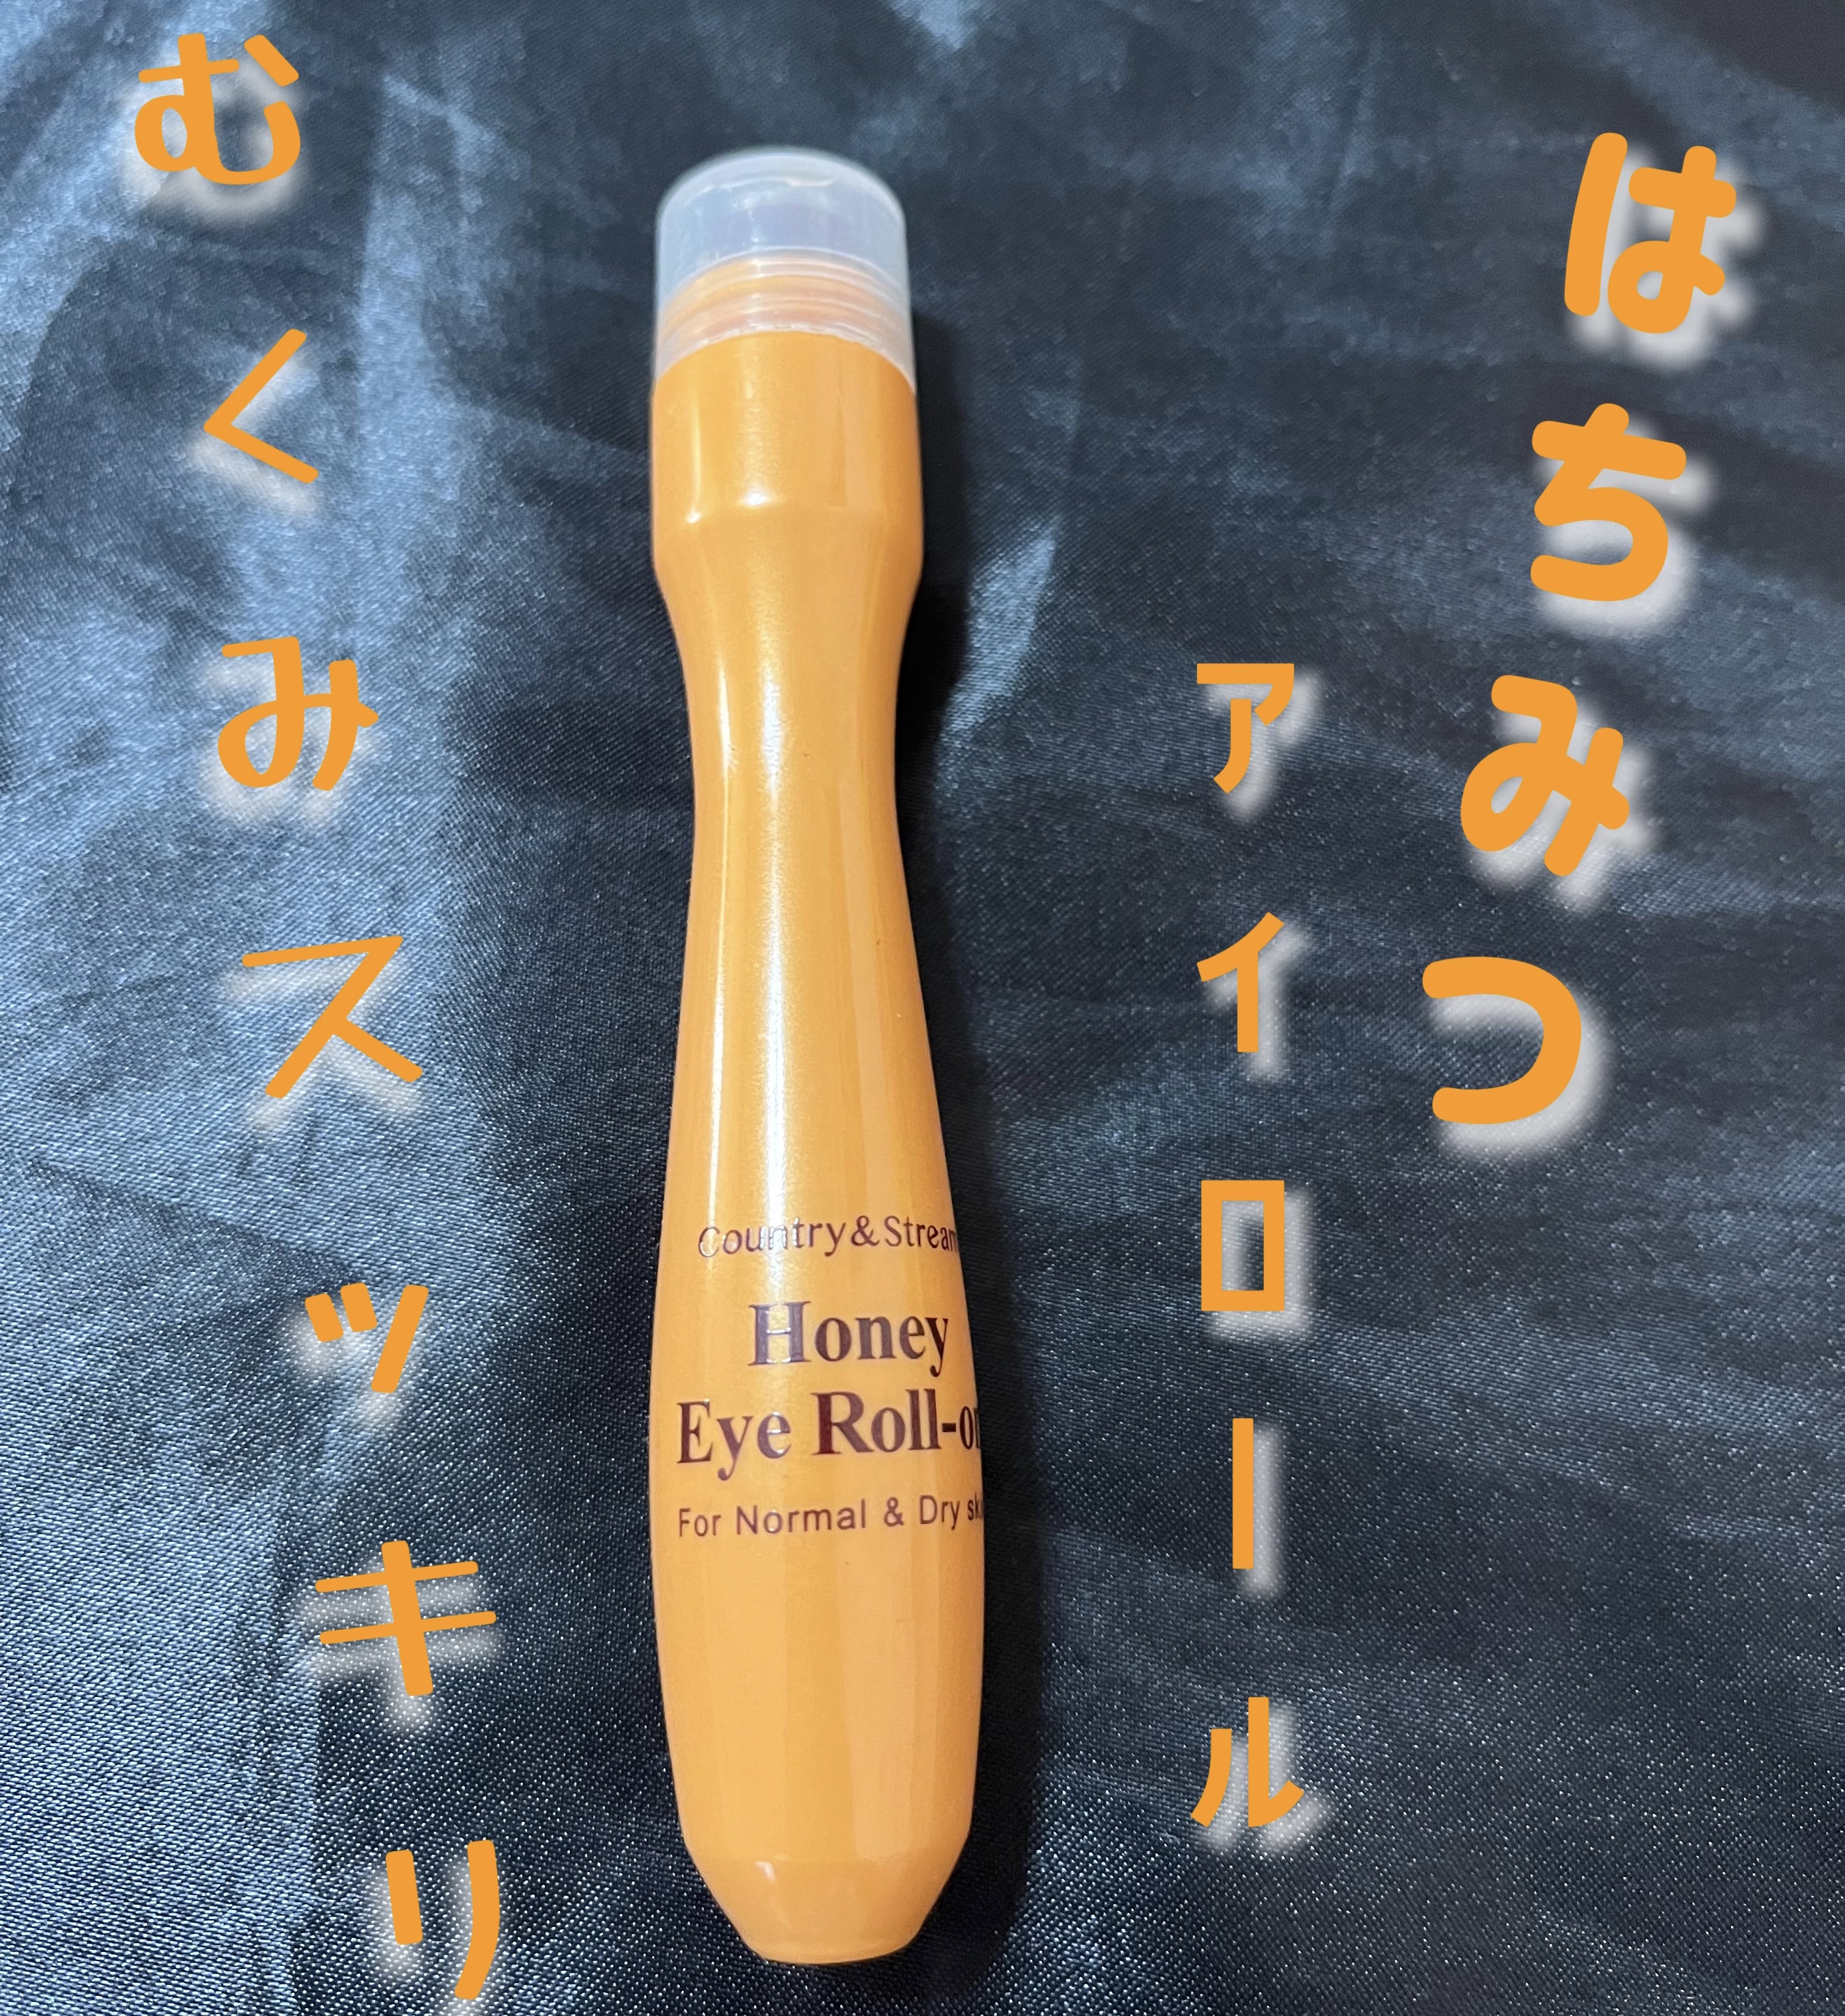 はちみつ
アイロール
むくみスッキリ
Country&Stream
Honey
Eye Roll-on
For Normal & Dry